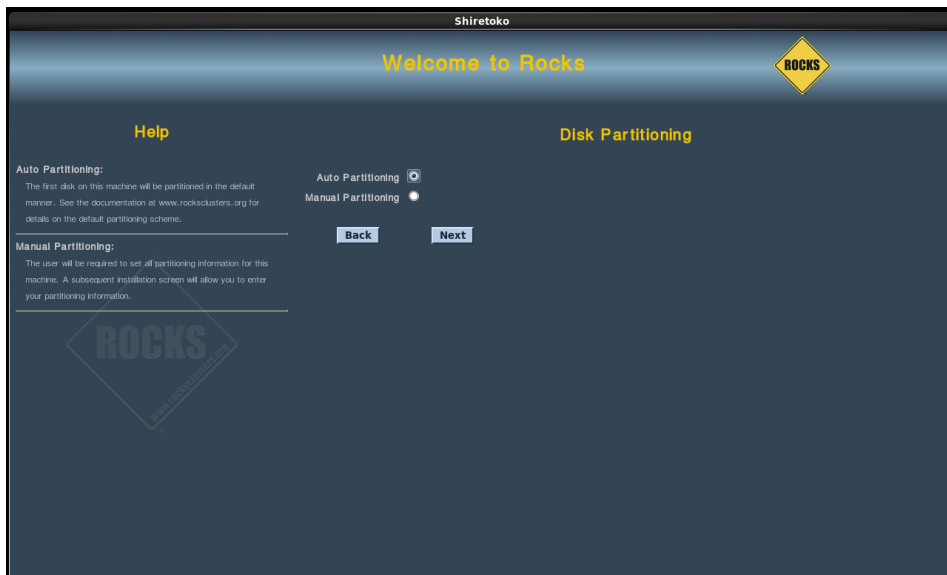 Shiretoko
Welcome to Rocks
ROCKS
Help
Auto Partitioning:
The first disk on this machine will be partitioned in the default
manner. See the documentation at www.rocksclusters.org for
details on the default partitioning scheme.
Manual Partitioning:
The user will be required to set all partitioning information for this
machine. A subsequent installation screen will allow you to enter
your partitioning information.
ROCKS
www.rocksclusters.org
Disk Partitioning
Auto Partitioning
Manual Partitioning
Back
Next